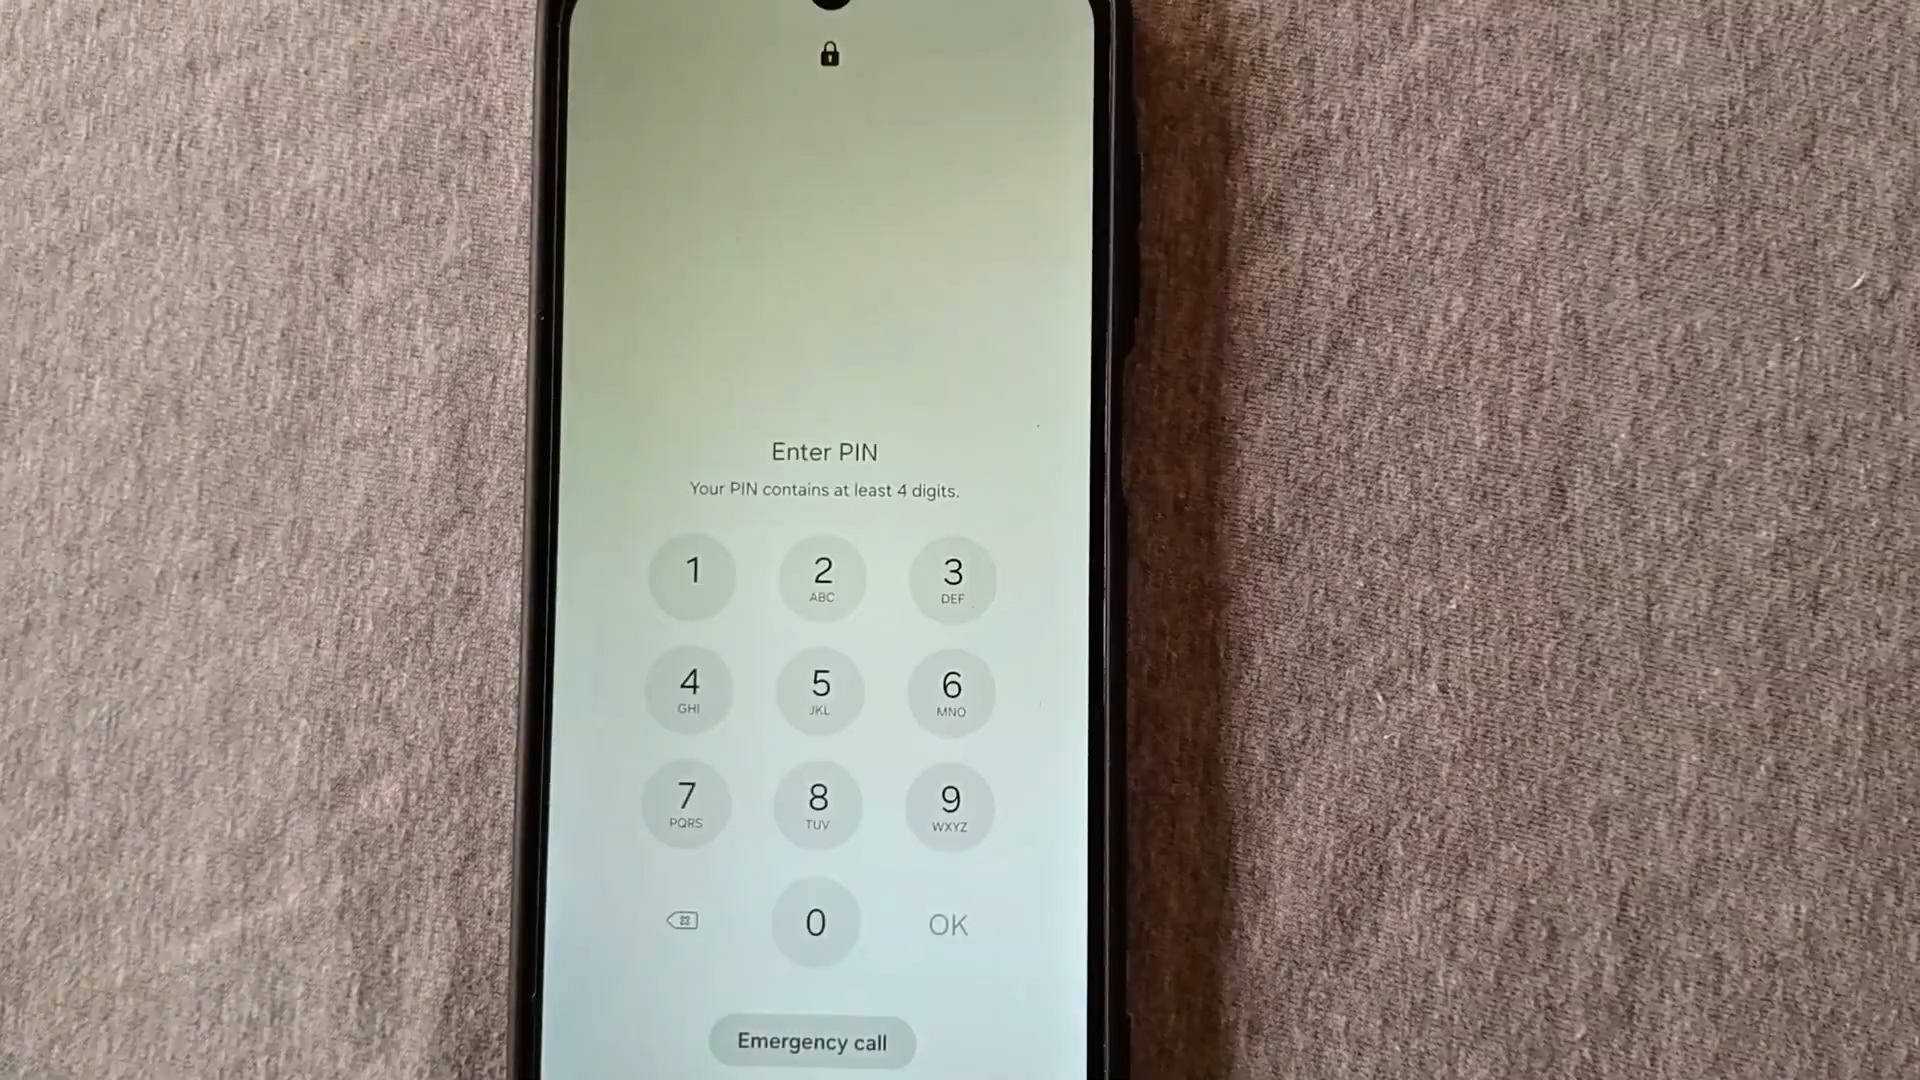 Enter PIN
Your PIN contains at least 4 digits.
1 2 3
ABC DEF
4 5 6
GHI JKL MNO
7 8 9
PQRS TUV WXYZ
0 OK
Emergency call